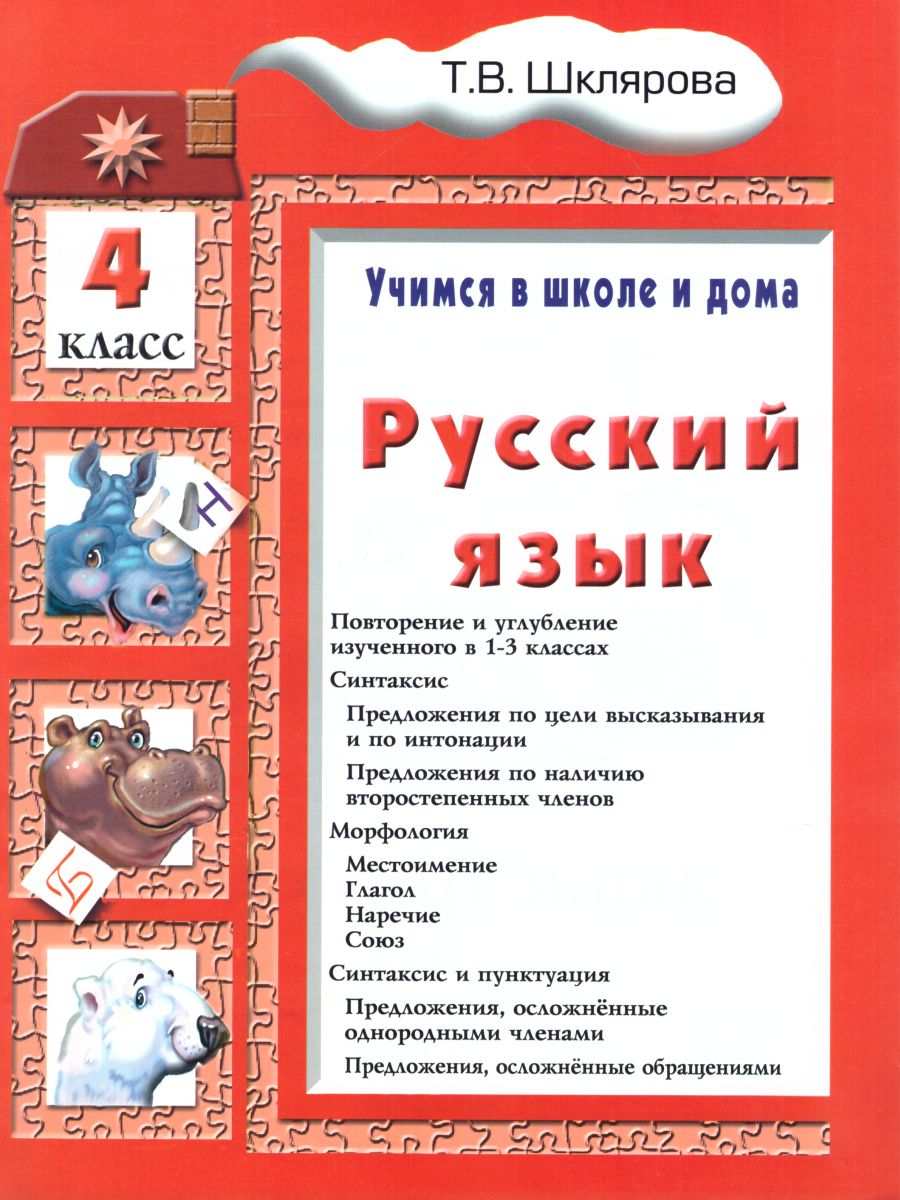 Т.В. Шклярова
4
класс
Учимся в школе и дома
Русский
язык
Повторение и углубление
изученного в 1-3 классах
Синтаксис
Предложения по цели высказывания
и по интонации
Предложения по наличию
второстепенных членов
Морфология
Местоимение
Глагол
Наречие
Союз
Синтаксис и пунктуация
Предложения, осложнённые
однородными членами
Предложения, осложнённые обращениями
Н
Б